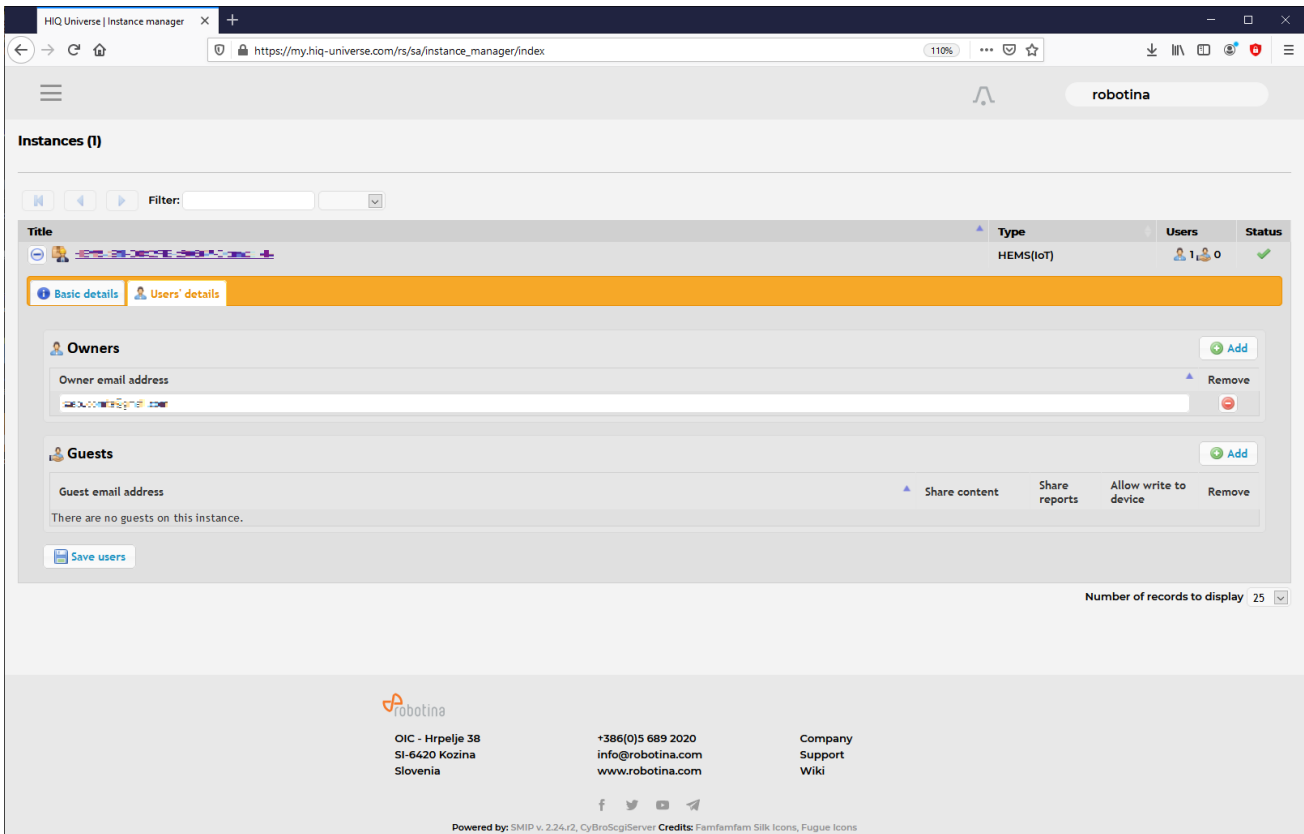 HIQ Universe | Instance manager
https://my.hiq-universe.com/rs/sa/instance_manager/index
110%
robotina
Instances (1)
Filter:
Title Type Users Status
HEMS(IoT) 1 0
Basic details Users' details
Owners Add
Owner email address Remove
Guests Add
Guest email address Share content Share reports Allow write to device Remove
There are no guests on this instance.
Save users
Number of records to display 25
robotina
OIC - Hrpelje 38 +386(0)5 689 2020 Company
SI-6420 Kozina info@robotina.com Support
Slovenia www.robotina.com Wiki
Powered by: SMIP v. 2.24.r2, CyBroScgiServer Credits: Famfamfam Silk Icons, Fugue Icons